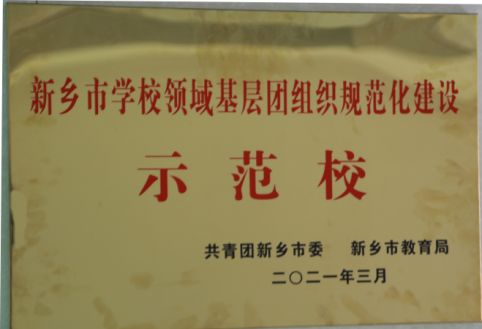 新乡市学校领域基层团组织规范化建设
示范校
共青团新乡市委 新乡市教育局
二〇二一年三月